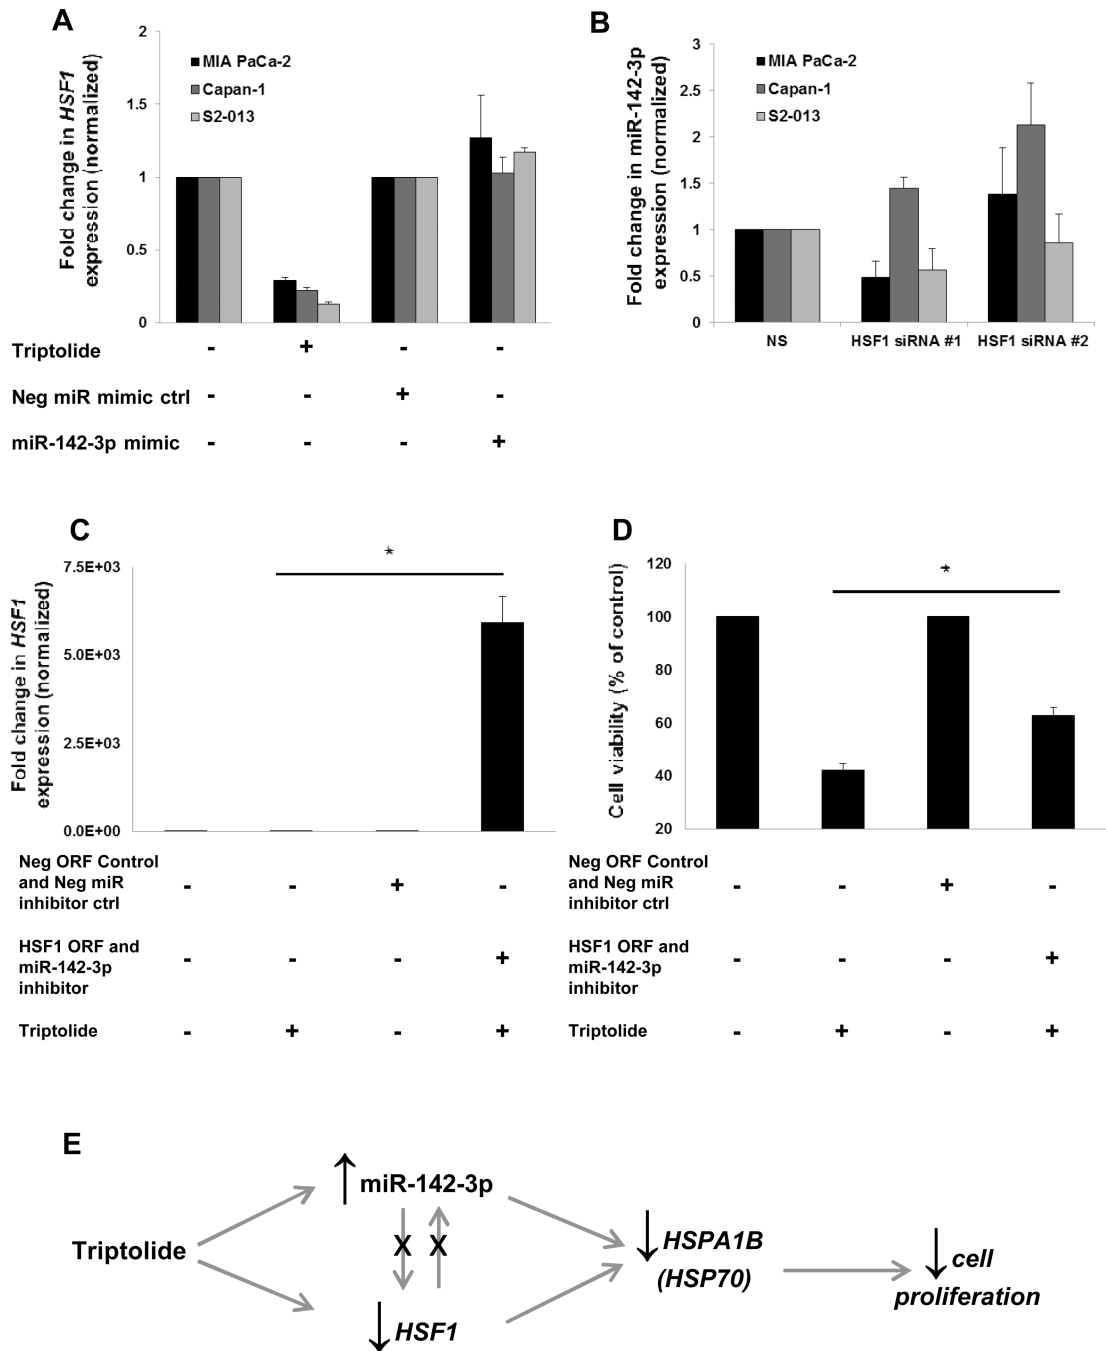 A
Fold change in HSF1
expression (normalized)
2
1.5
1
0.5
0
MIA PaCa-2
Capan-1
S2-013
Triptolide - + - -
Neg miR mimic ctrl - - + -
miR-142-3p mimic - - - +
B
Fold change in miR-142-3p
expression (normalized)
3
2.5
2
1.5
1
0.5
0
MIA PaCa-2
Capan-1
S2-013
NS HSF1 siRNA #1 HSF1 siRNA #2
C
Fold change in HSF1
expression (normalized)
7.5E+03
5.0E+03
2.5E+03
0.0E+00
*
Neg ORF Control
and Neg miR - - + -
inhibitor ctrl
HSF1 ORF and
miR-142-3p - - - +
inhibitor
Triptolide - + - +
D
Cell viability (% of control)
120
100
80
60
40
20
*
Neg ORF Control
and Neg miR - - + -
inhibitor ctrl
HSF1 ORF and
miR-142-3p - - - +
inhibitor
Triptolide - + - +
E
Triptolide
↑ miR-142-3p
X X
↓ HSF1
↓ HSPA1B
(HSP70)
↓ cell
proliferation